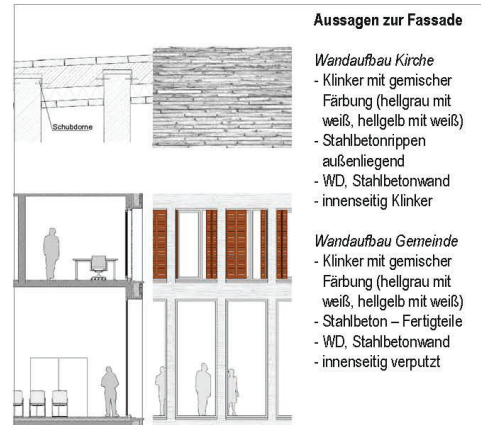 Aussagen zur Fassade
Wandaufbau Kirche
- Klinker mit gemischer
Färbung (hellgrau mit
weiß, hellgelb mit weiß)
- Stahlbetonrippen
außenliegend
- WD, Stahlbetonwand
- innenseitig Klinker
Wandaufbau Gemeinde
- Klinker mit gemischer
Färbung (hellgrau mit
weiß, hellgelb mit weiß)
- Stahlbeton – Fertigteile
- WD, Stahlbetonwand
- innenseitig verputzt
Schubdorne